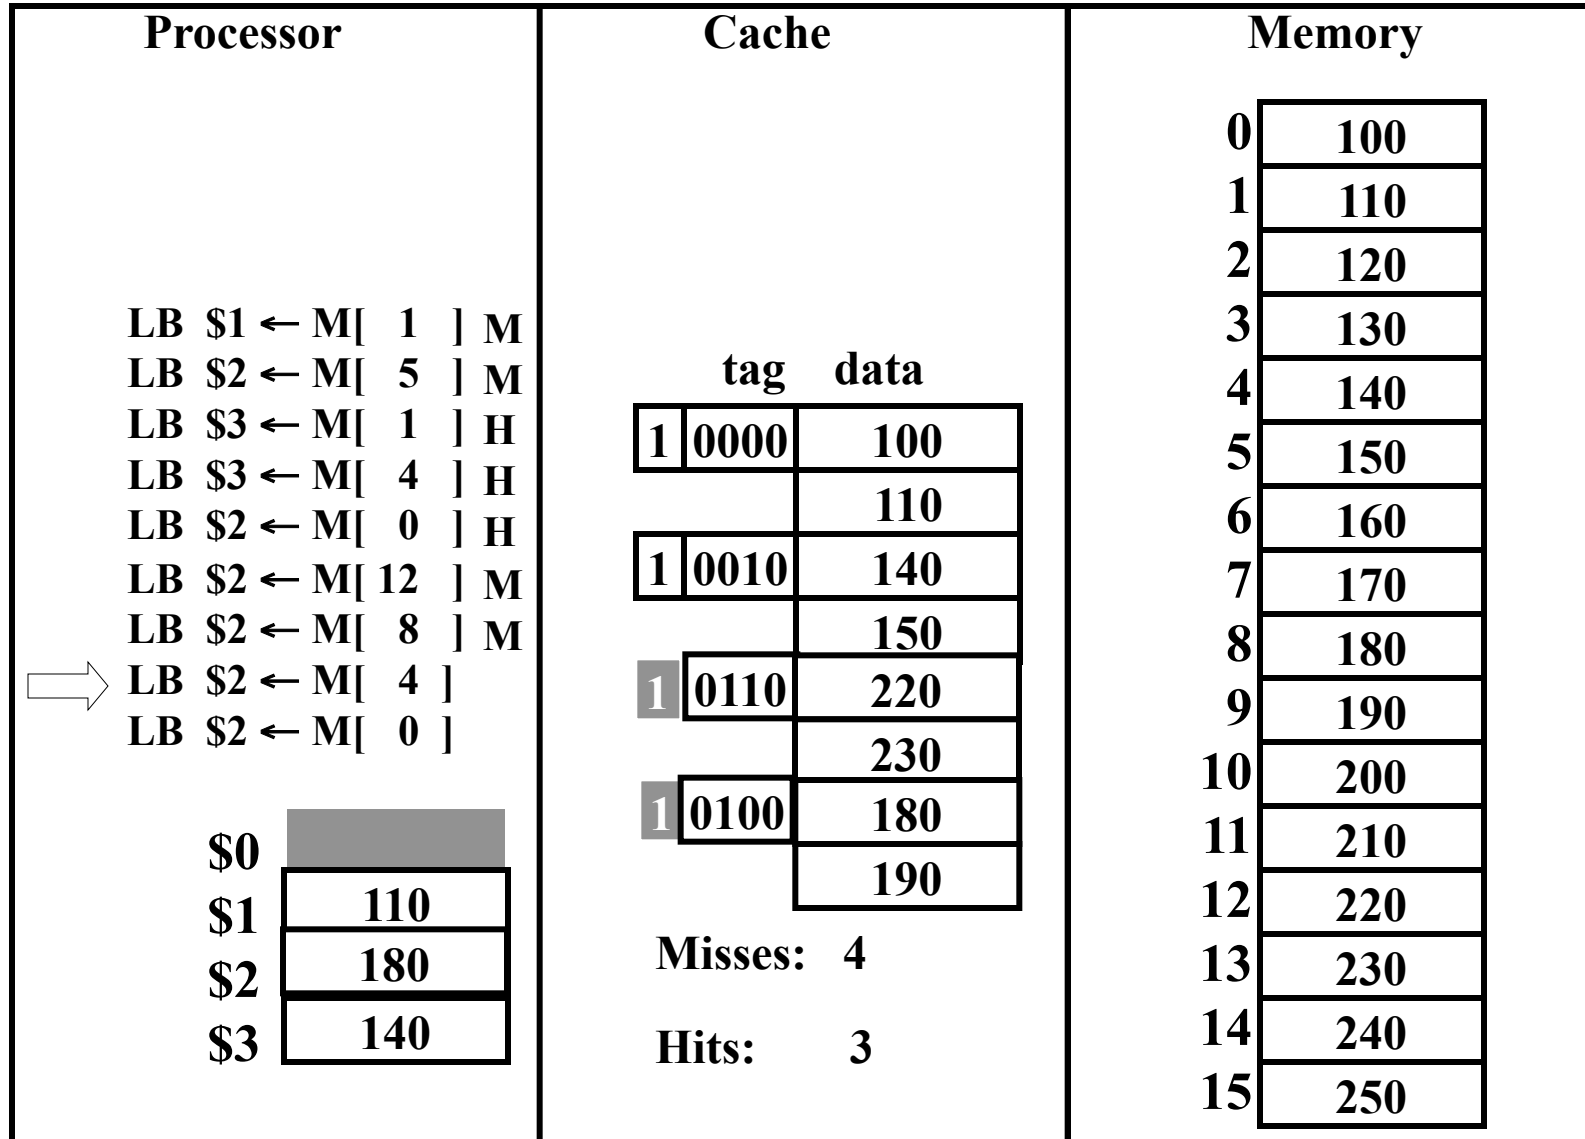 Processor
LB $1 ← M[ 1 ] M
LB $2 ← M[ 5 ] M
LB $3 ← M[ 1 ] H
LB $3 ← M[ 4 ] H
LB $2 ← M[ 0 ] H
LB $2 ← M[ 12 ] M
LB $2 ← M[ 8 ] M
LB $2 ← M[ 4 ]
LB $2 ← M[ 0 ]
$0
$1 110
$2 180
$3 140
Cache
tag data
1 0000 100
110
1 0010 140
150
1 0110 220
230
1 0100 180
190
Misses: 4
Hits: 3
Memory
0 100
1 110
2 120
3 130
4 140
5 150
6 160
7 170
8 180
9 190
10 200
11 210
12 220
13 230
14 240
15 250